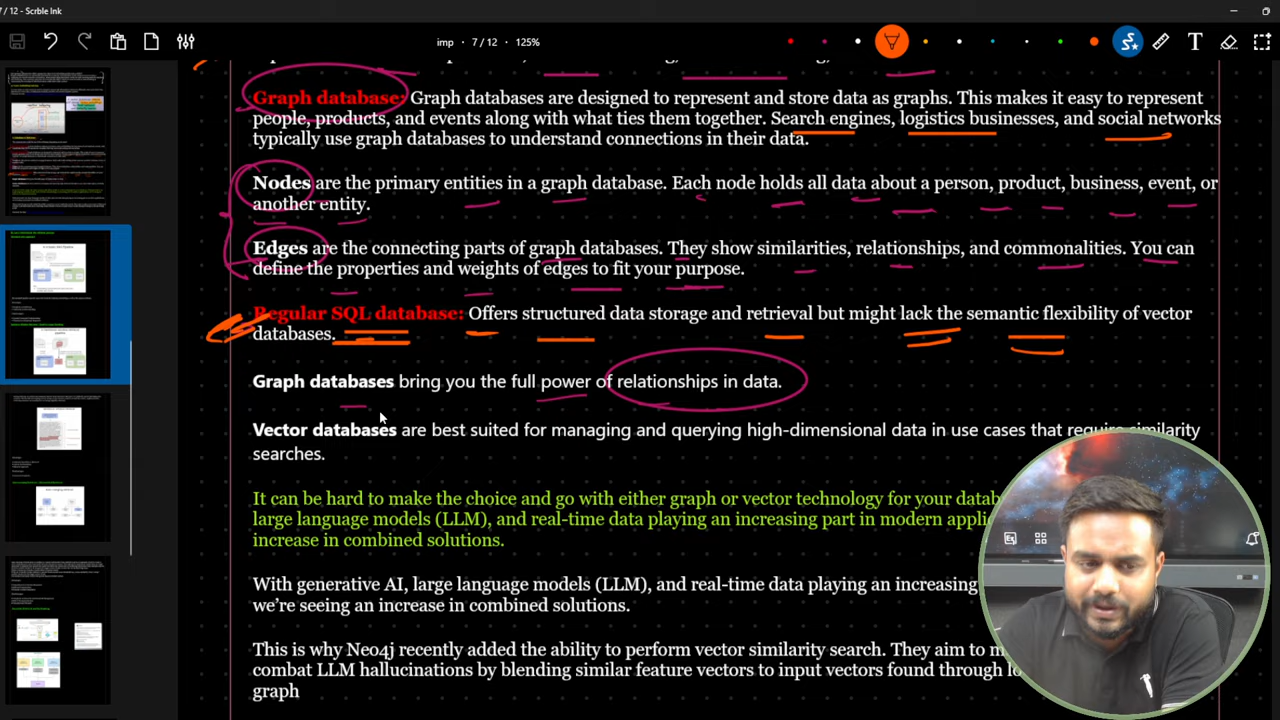 7 / 12 - Scrble Ink
imp • 7 / 12 • 125%
Graph database: Graph databases are designed to represent and store data as graphs. This makes it easy to represent
people, products, and events along with what ties them together. Search engines, logistics businesses, and social networks
typically use graph databases to understand connections in their data.
Nodes are the primary entities in a graph database. Each node holds all data about a person, product, business, event, or
another entity.
Edges are the connecting parts of graph databases. They show similarities, relationships, and commonalities. You can
define the properties and weights of edges to fit your purpose.
Regular SQL database: Offers structured data storage and retrieval but might lack the semantic flexibility of vector
databases.
Graph databases bring you the full power of relationships in data.
Vector databases are best suited for managing and querying high-dimensional data in use cases that require similarity
searches.
It can be hard to make the choice and go with either graph or vector technology for your
large language models (LLM), and real-time data playing an increasing part in modern
increase in combined solutions.
With generative AI, large language models (LLM), and real-time data playing an increasing
we're seeing an increase in combined solutions.
This is why Neo4j recently added the ability to perform vector similarity search. They aim to
combat LLM hallucinations by blending similar feature vectors to input vectors found through
graph